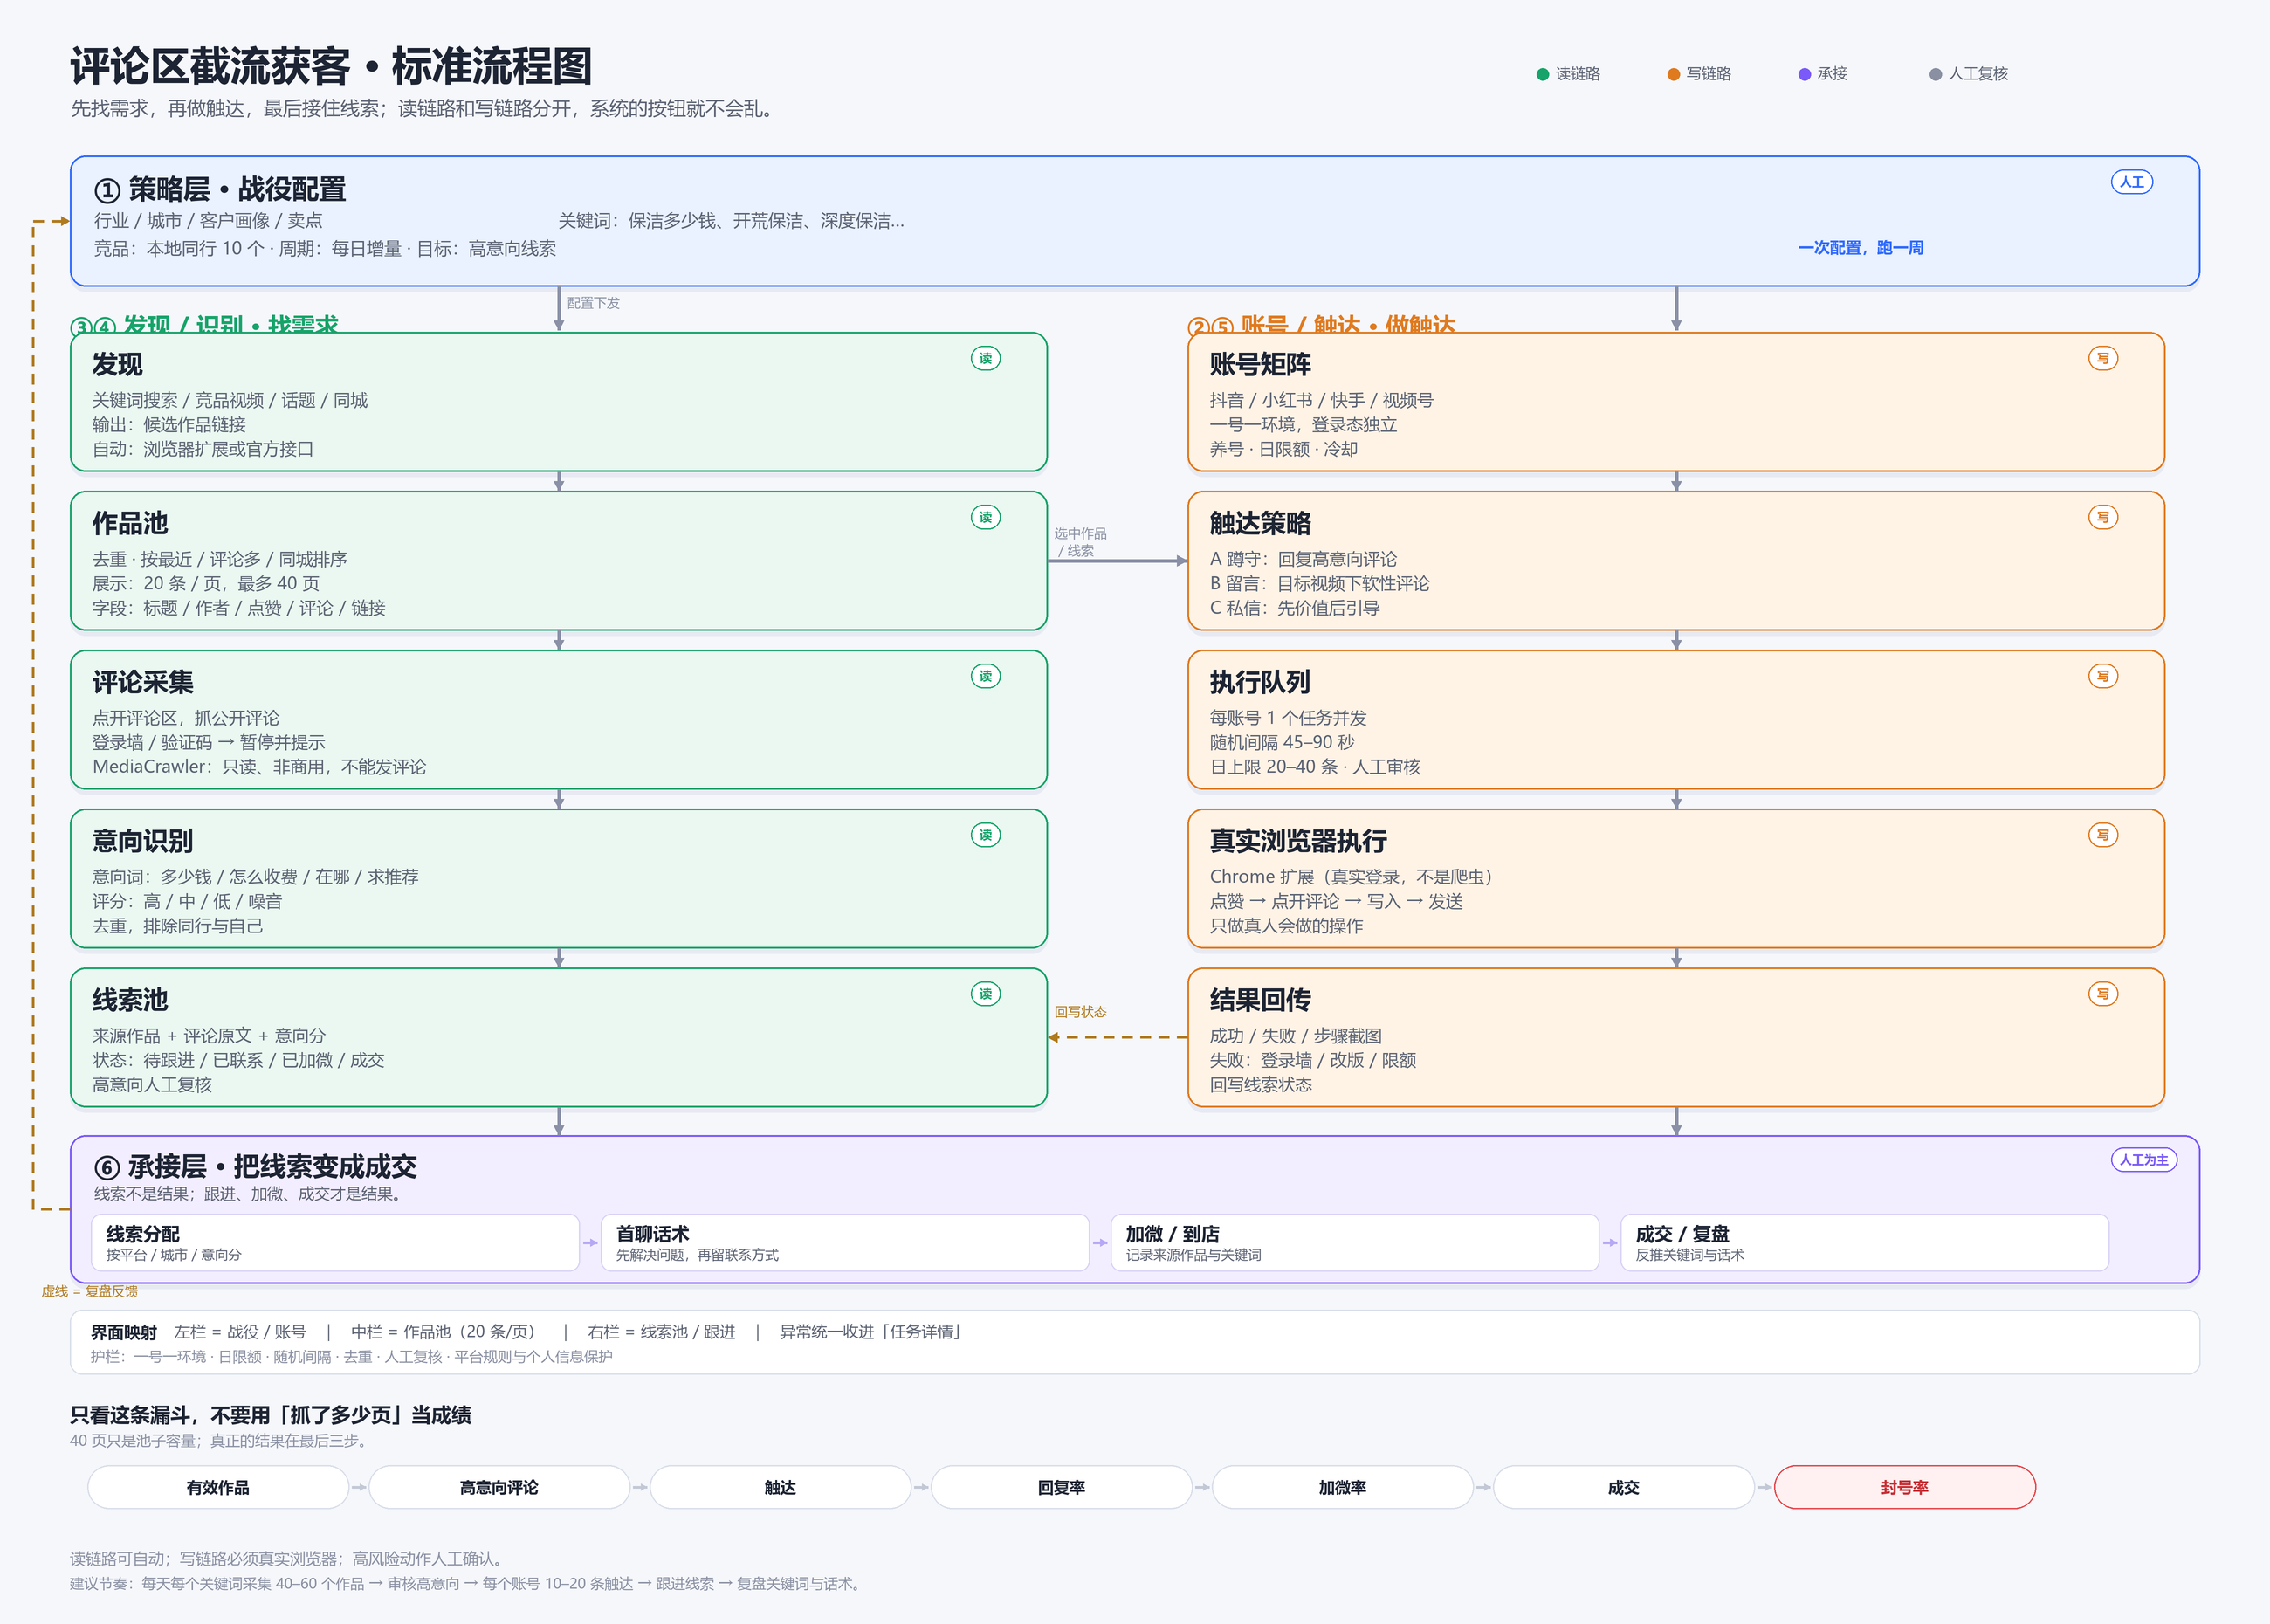 评论区截流获客 • 标准流程图
先找需求，再做触达，最后接住线索；读链路和写链路分开，系统的按钮就不会乱。
读链路
写链路
承接
人工复核
① 策略层 • 战役配置
人工
行业 / 城市 / 客户画像 / 卖点
关键词：保洁多少钱、开荒保洁、深度保洁...
竞品：本地同行 10 个 · 周期：每日增量 · 目标：高意向线索
一次配置，跑一周
配置下发
③④ 发现 / 识别 • 找需求
发现
读
关键词搜索 / 竞品视频 / 话题 / 同城
输出：候选作品链接
自动：浏览器扩展或官方接口
作品池
读
去重 · 按最近 / 评论多 / 同城排序
展示：20 条 / 页，最多 40 页
字段：标题 / 作者 / 点赞 / 评论 / 链接
选中作品
/ 线索
评论采集
读
点开评论区，抓公开评论
登录墙 / 验证码 → 暂停并提示
MediaCrawler：只读、非商用，不能发评论
意向识别
读
意向词：多少钱 / 怎么收费 / 在哪 / 求推荐
评分：高 / 中 / 低 / 噪音
去重，排除同行与自己
线索池
读
来源作品 + 评论原文 + 意向分
状态：待跟进 / 已联系 / 已加微 / 成交
高意向人工复核
回写状态
②⑤ 账号 / 触达 • 做触达
账号矩阵
写
抖音 / 小红书 / 快手 / 视频号
一号一环境，登录态独立
养号 · 日限额 · 冷却
触达策略
写
A 蹲守：回复高意向评论
B 留言：目标视频下软性评论
C 私信：先价值后引导
执行队列
写
每账号 1 个任务并发
随机间隔 45–90 秒
日上限 20–40 条 · 人工审核
真实浏览器执行
写
Chrome 扩展（真实登录，不是爬虫）
点赞 → 点开评论 → 写入 → 发送
只做真人会做的操作
结果回传
写
成功 / 失败 / 步骤截图
失败：登录墙 / 改版 / 限额
回写线索状态
⑥ 承接层 • 把线索变成成交
人工为主
线索不是结果；跟进、加微、成交才是结果。
线索分配
按平台 / 城市 / 意向分
首聊话术
先解决问题，再留联系方式
加微 / 到店
记录来源作品与关键词
成交 / 复盘
反推关键词与话术
虚线 = 复盘反馈
界面映射 左栏 = 战役 / 账号 | 中栏 = 作品池（20 条/页） | 右栏 = 线索池 / 跟进 | 异常统一收进「任务详情」
护栏：一号一环境 · 日限额 · 随机间隔 · 去重 · 人工复核 · 平台规则与个人信息保护
只看这条漏斗，不要用「抓了多少页」当成绩
40 页只是池子容量；真正的结果在最后三步。
有效作品
高意向评论
触达
回复率
加微率
成交
封号率
读链路可自动；写链路必须真实浏览器；高风险动作人工确认。
建议节奏：每天每个关键词采集 40–60 个作品 → 审核高意向 → 每个账号 10–20 条触达 → 跟进线索 → 复盘关键词与话术。